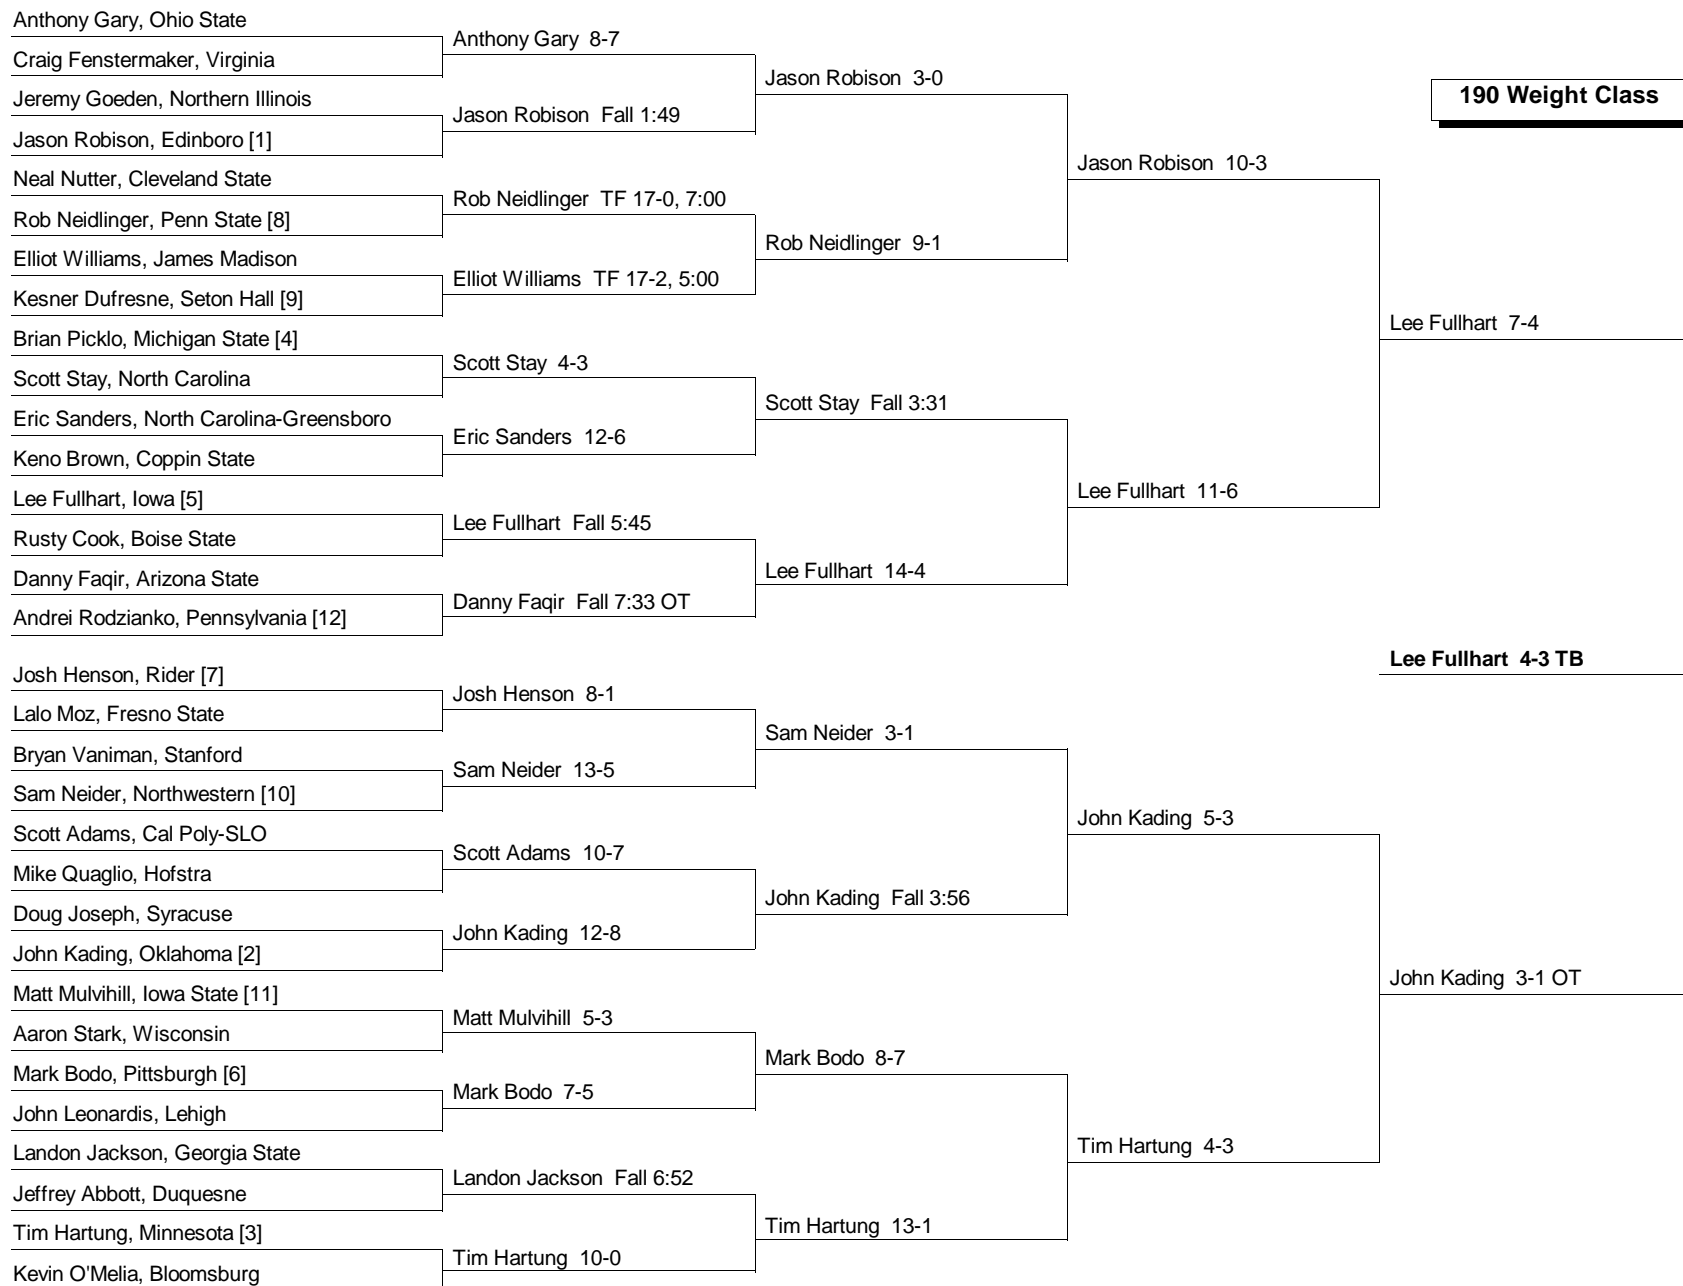 Anthony Gary, Ohio State
Craig Fenstermaker, Virginia
Jeremy Goeden, Northern Illinois
Jason Robison, Edinboro [1]
Neal Nutter, Cleveland State
Rob Neidlinger, Penn State [8]
Elliot Williams, James Madison
Kesner Dufresne, Seton Hall [9]
Brian Picklo, Michigan State [4]
Scott Stay, North Carolina
Eric Sanders, North Carolina-Greensboro
Keno Brown, Coppin State
Lee Fullhart, Iowa [5]
Rusty Cook, Boise State
Danny Faqir, Arizona State
Andrei Rodzianko, Pennsylvania [12]
Josh Henson, Rider [7]
Lalo Moz, Fresno State
Bryan Vaniman, Stanford
Sam Neider, Northwestern [10]
Scott Adams, Cal Poly-SLO
Mike Quaglio, Hofstra
Doug Joseph, Syracuse
John Kading, Oklahoma [2]
Matt Mulvihill, Iowa State [11]
Aaron Stark, Wisconsin
Mark Bodo, Pittsburgh [6]
John Leonardis, Lehigh
Landon Jackson, Georgia State
Jeffrey Abbott, Duquesne
Tim Hartung, Minnesota [3]
Kevin O'Melia, Bloomsburg
Anthony Gary 8-7
Jason Robison Fall 1:49
Rob Neidlinger TF 17-0, 7:00
Elliot Williams TF 17-2, 5:00
Scott Stay 4-3
Eric Sanders 12-6
Lee Fullhart Fall 5:45
Danny Faqir Fall 7:33 OT
Josh Henson 8-1
Sam Neider 13-5
Scott Adams 10-7
John Kading 12-8
Matt Mulvihill 5-3
Mark Bodo 7-5
Landon Jackson Fall 6:52
Tim Hartung 10-0
Jason Robison 3-0
Rob Neidlinger 9-1
Scott Stay Fall 3:31
Lee Fullhart 14-4
Sam Neider 3-1
John Kading Fall 3:56
Mark Bodo 8-7
Tim Hartung 13-1
Jason Robison 10-3
Lee Fullhart 11-6
John Kading 5-3
Tim Hartung 4-3
190 Weight Class
Lee Fullhart 7-4
Lee Fullhart 4-3 TB
John Kading 3-1 OT